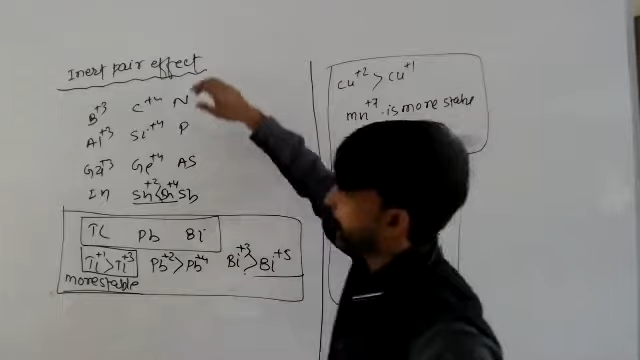 Inert pair effect
B+3 C+4 N
Al+3 Si+4 P
Ga+3 Ge+4 AS
In Sn+2 < Sn+4 Sb
TL Pb Bi
Tl+1 > Tl+3 Pb+2 > Pb+4 Bi+3 > Bi+5
more stable
Cu+2 > Cu+1
mn+7 is more stable